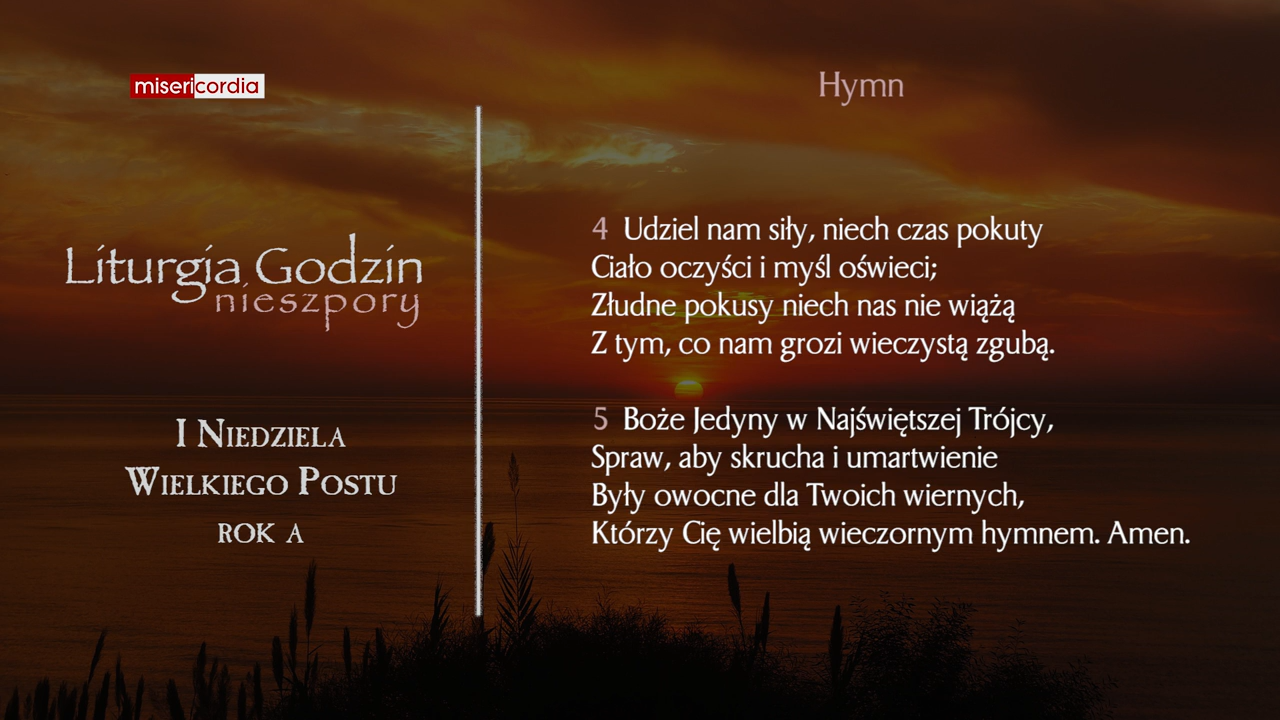 misericordia
Liturgia Godzin
nieszpory
I Niedziela
Wielkiego Postu
rok A
Hymn
4 Udziel nam siły, niech czas pokuty
Ciało oczyści i myśl oświeci;
Złudne pokusy niech nas nie wiążą
Z tym, co nam grozi wieczystą zgubą.
5 Boże Jedyny w Najświętszej Trójcy,
Spraw, aby skrucha i umartwienie
Były owocne dla Twoich wiernych,
Którzy Cię wielbią wieczornym hymnem. Amen.